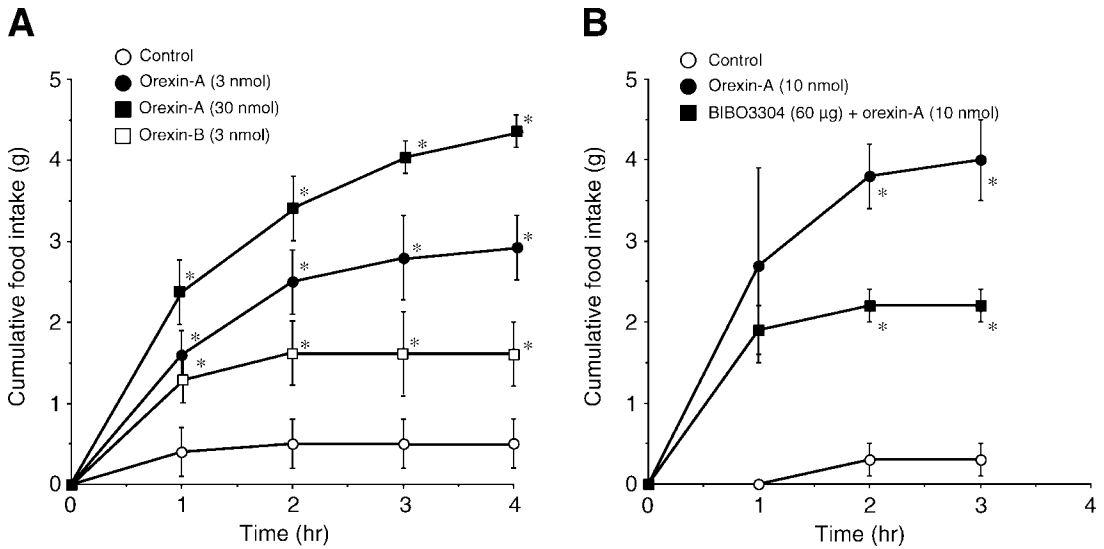 A
Control
Orexin-A (3 nmol)
Orexin-A (30 nmol)
Orexin-B (3 nmol)
Cumulative food intake (g)
5
4
3
2
1
0
* * * *
* * * *
* * * *
0 1 2 3 4
Time (hr)
B
Control
Orexin-A (10 nmol)
BIBO3304 (60 µg) + orexin-A (10 nmol)
Cumulative food intake (g)
5
4
3
2
1
0
* *
* *
0 1 2 3 4
Time (hr)